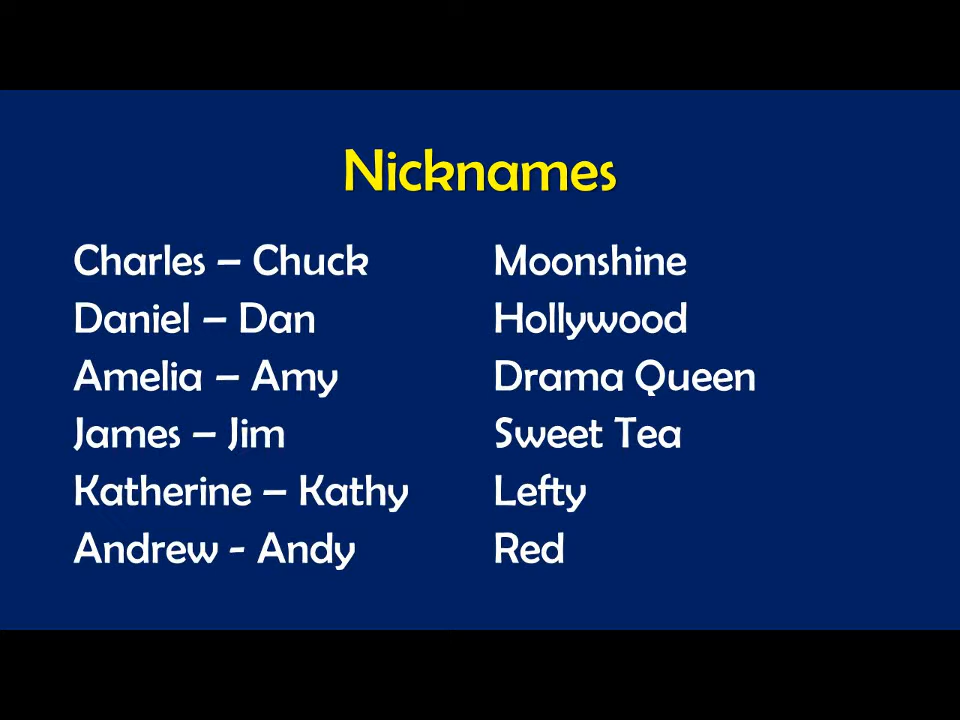 Nicknames
Charles – Chuck
Daniel – Dan
Amelia – Amy
James – Jim
Katherine – Kathy
Andrew - Andy
Moonshine
Hollywood
Drama Queen
Sweet Tea
Lefty
Red